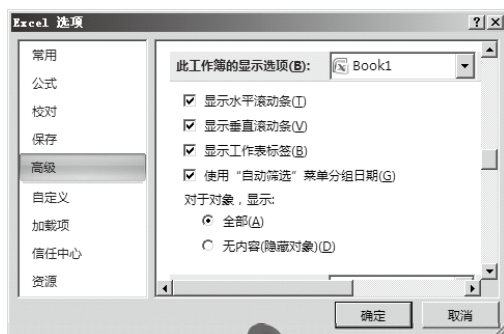 Excel 选项
常用
公式
校对
保存
高级
自定义
加载项
信任中心
资源
此工作簿的显示选项(B): Book1
显示水平滚动条(T)
显示垂直滚动条(V)
显示工作表标签(B)
使用“自动筛选”菜单分组日期(G)
对于对象，显示:
全部(A)
无内容(隐藏对象)(D)
确定 取消